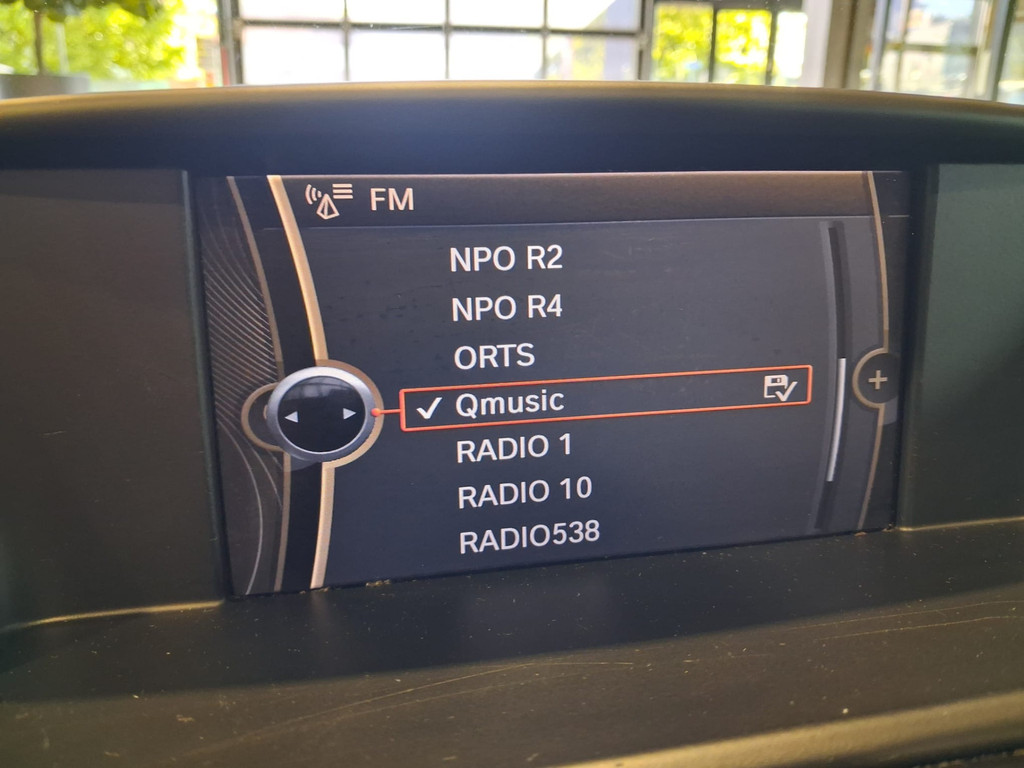 FM
NPO R2
NPO R4
ORTS
Qmusic
RADIO 1
RADIO 10
RADIO538